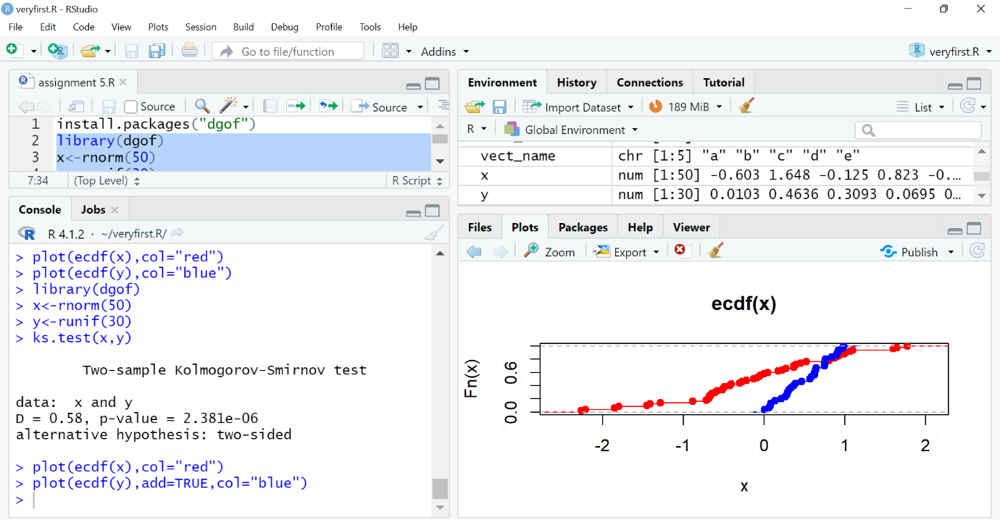 veryfirst.R - RStudio
File Edit Code View Plots Session Build Debug Profile Tools Help
Go to file/function
Addins
veryfirst.R
assignment 5.R
Source
Source
1 install.packages("dgof")
2 library(dgof)
3 x<-rnorm(50)
7:34 (Top Level) R Script
Console Jobs
R 4.1.2 · ~/veryfirst.R/
> plot(ecdf(x),col="red")
> plot(ecdf(y),col="blue")
> library(dgof)
> x<-rnorm(50)
> y<-runif(30)
> ks.test(x,y)
Two-sample Kolmogorov-Smirnov test
data: x and y
D = 0.58, p-value = 2.381e-06
alternative hypothesis: two-sided
> plot(ecdf(x),col="red")
> plot(ecdf(y),add=TRUE,col="blue")
>
Environment History Connections Tutorial
Import Dataset 189 MiB List
R Global Environment
vect_name chr [1:5] "a" "b" "c" "d" "e"
x num [1:50] -0.603 1.648 -0.125 0.823 -0....
y num [1:30] 0.0103 0.4636 0.3093 0.0695 0...
Files Plots Packages Help Viewer
Zoom Export Publish
ecdf(x)
Fn(x)
0.6
0.0
-2 -1 0 1 2
x